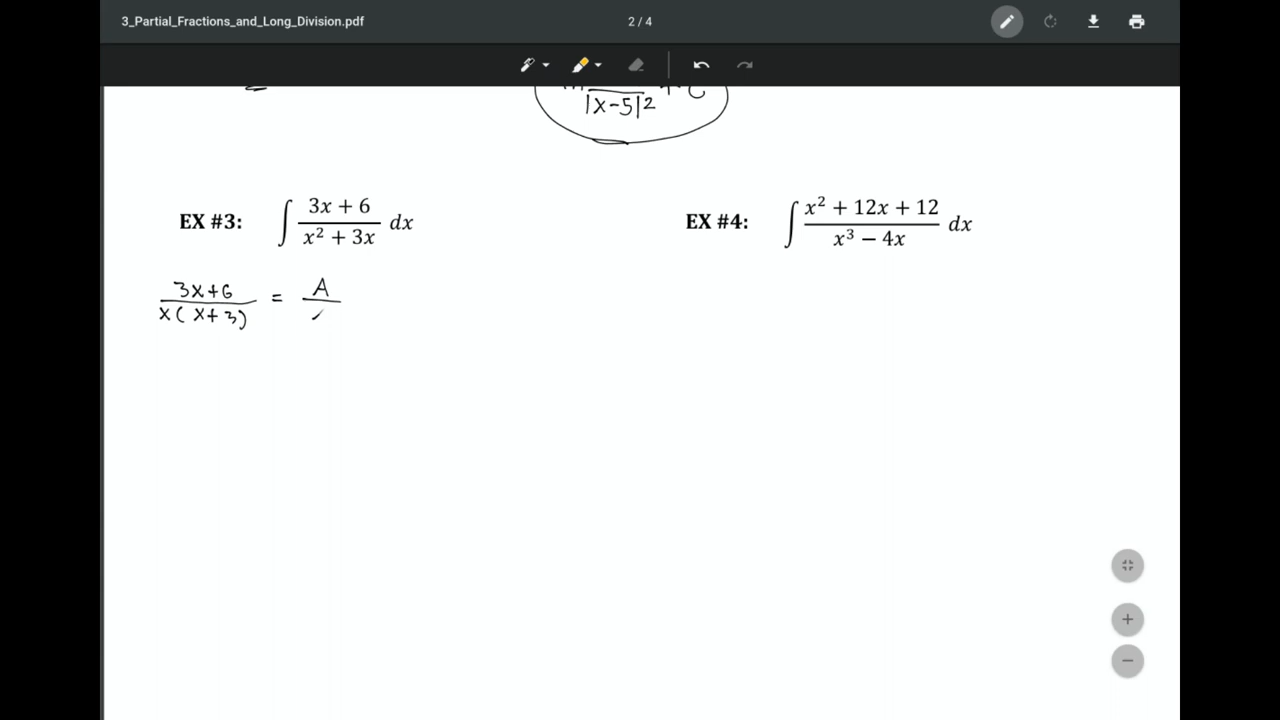 3_Partial_Fractions_and_Long_Division.pdf 2 / 4
|x-5|² + C
EX #3: ∫ (3x + 6)/(x² + 3x) dx
EX #4: ∫ (x² + 12x + 12)/(x³ − 4x) dx
(3x+6)/(x(x+3)) = A/